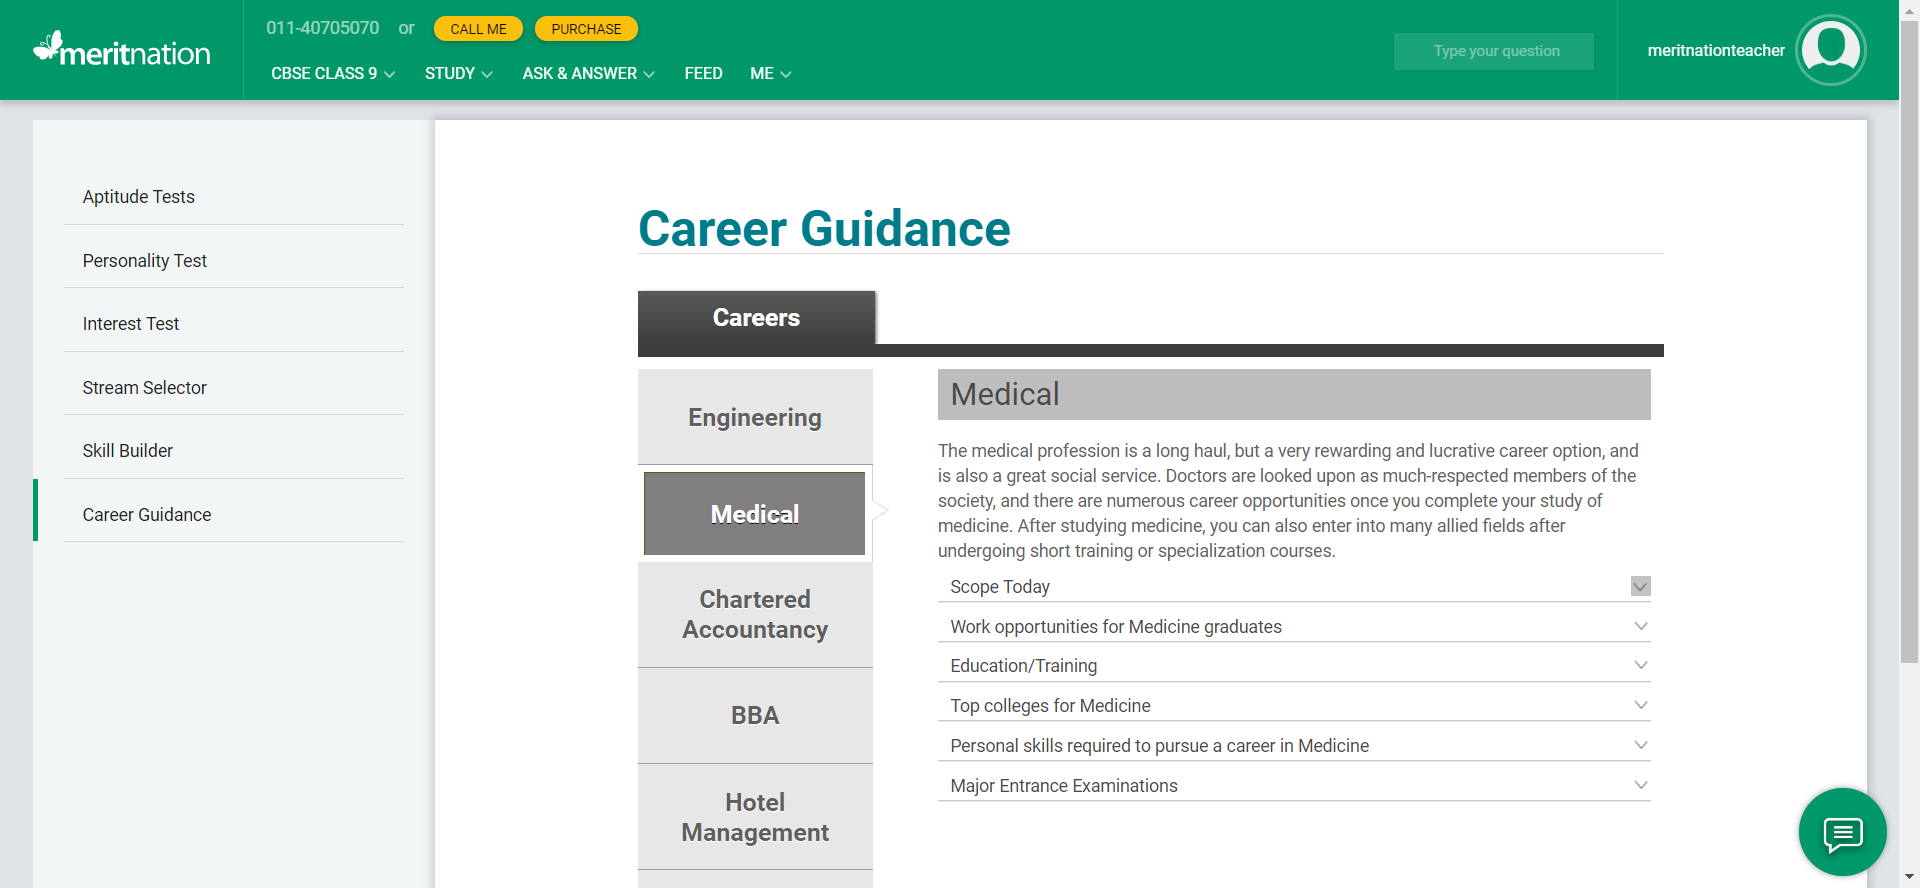 meritnation
011-40705070 or CALL ME PURCHASE
CBSE CLASS 9 STUDY ASK & ANSWER FEED ME
Type your question
meritnationteacher
Aptitude Tests
Personality Test
Interest Test
Stream Selector
Skill Builder
Career Guidance
Career Guidance
Careers
Engineering
Medical
Chartered
Accountancy
BBA
Hotel
Management
Medical
The medical profession is a long haul, but a very rewarding and lucrative career option, and
is also a great social service. Doctors are looked upon as much-respected members of the
society, and there are numerous career opportunities once you complete your study of
medicine. After studying medicine, you can also enter into many allied fields after
undergoing short training or specialization courses.
Scope Today
Work opportunities for Medicine graduates
Education/Training
Top colleges for Medicine
Personal skills required to pursue a career in Medicine
Major Entrance Examinations